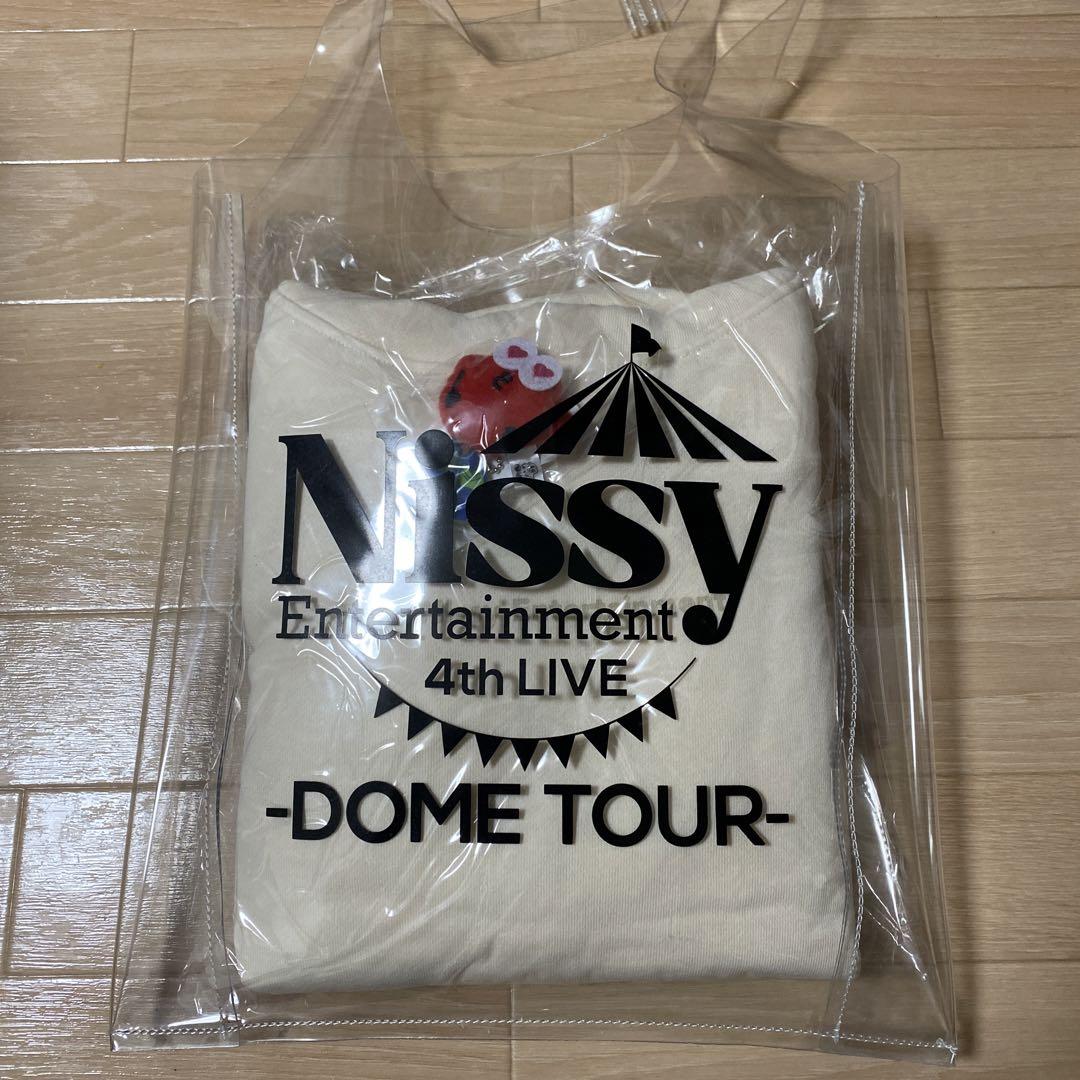 Nissy
Entertainment
4th LIVE
-DOME TOUR-